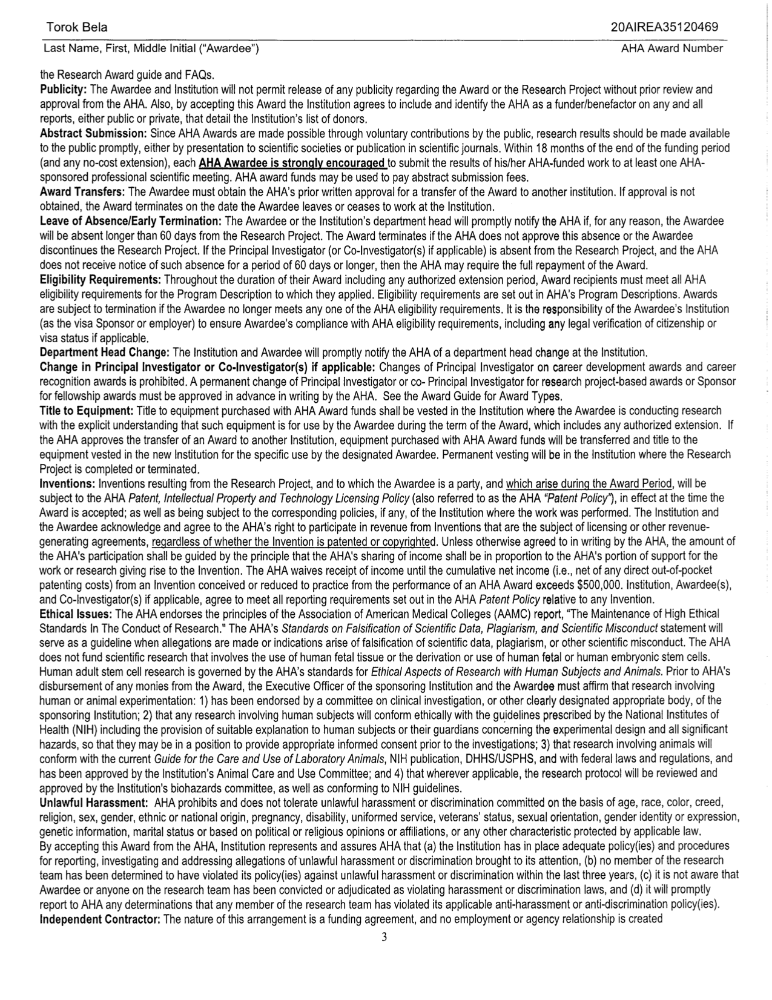 Torok Bela 20AIREA35120469
Last Name, First, Middle Initial (“Awardee”) AHA Award Number
the Research Award guide and FAQs.
Publicity: The Awardee and Institution will not permit release of any publicity regarding the Award or the Research Project without prior review and
approval from the AHA. Also, by accepting this Award the Institution agrees to include and identify the AHA as a funder/benefactor on any and all
reports, either public or private, that detail the Institution's list of donors.
Abstract Submission: Since AHA Awards are made possible through voluntary contributions by the public, research results should be made available
to the public promptly, either by presentation to scientific societies or publication in scientific journals. Within 18 months of the end of the funding period
(and any no-cost extension), each AHA Awardee is strongly encouraged to submit the results of his/her AHA-funded work to at least one AHA-
sponsored professional scientific meeting. AHA award funds may be used to pay abstract submission fees.
Award Transfers: The Awardee must obtain the AHA's prior written approval for a transfer of the Award to another institution. If approval is not
obtained, the Award terminates on the date the Awardee leaves or ceases to work at the Institution.
Leave of Absence/Early Termination: The Awardee or the Institution's department head will promptly notify the AHA if, for any reason, the Awardee
will be absent longer than 60 days from the Research Project. The Award terminates if the AHA does not approve this absence or the Awardee
discontinues the Research Project. If the Principal Investigator (or Co-Investigator(s) if applicable) is absent from the Research Project, and the AHA
does not receive notice of such absence for a period of 60 days or longer, then the AHA may require the full repayment of the Award.
Eligibility Requirements: Throughout the duration of their Award including any authorized extension period, Award recipients must meet all AHA
eligibility requirements for the Program Description to which they applied. Eligibility requirements are set out in AHA's Program Descriptions. Awards
are subject to termination if the Awardee no longer meets any one of the AHA eligibility requirements. It is the responsibility of the Awardee's Institution
(as the visa Sponsor or employer) to ensure Awardee's compliance with AHA eligibility requirements, including any legal verification of citizenship or
visa status if applicable.
Department Head Change: The Institution and Awardee will promptly notify the AHA of a department head change at the Institution.
Change in Principal Investigator or Co-Investigator(s) if applicable: Changes of Principal Investigator on career development awards and career
recognition awards is prohibited. A permanent change of Principal Investigator or co- Principal Investigator for research project-based awards or Sponsor
for fellowship awards must be approved in advance in writing by the AHA. See the Award Guide for Award Types.
Title to Equipment: Title to equipment purchased with AHA Award funds shall be vested in the Institution where the Awardee is conducting research
with the explicit understanding that such equipment is for use by the Awardee during the term of the Award, which includes any authorized extension. If
the AHA approves the transfer of an Award to another Institution, equipment purchased with AHA Award funds will be transferred and title to the
equipment vested in the new Institution for the specific use by the designated Awardee. Permanent vesting will be in the Institution where the Research
Project is completed or terminated.
Inventions: Inventions resulting from the Research Project, and to which the Awardee is a party, and which arise during the Award Period, will be
subject to the AHA Patent, Intellectual Property and Technology Licensing Policy (also referred to as the AHA “Patent Policy”), in effect at the time the
Award is accepted; as well as being subject to the corresponding policies, if any, of the Institution where the work was performed. The Institution and
the Awardee acknowledge and agree to the AHA's right to participate in revenue from Inventions that are the subject of licensing or other revenue-
generating agreements, regardless of whether the Invention is patented or copyrighted. Unless otherwise agreed to in writing by the AHA, the amount of
the AHA's participation shall be guided by the principle that the AHA's sharing of income shall be in proportion to the AHA's portion of support for the
work or research giving rise to the Invention. The AHA waives receipt of income until the cumulative net income (i.e., net of any direct out-of-pocket
patenting costs) from an Invention conceived or reduced to practice from the performance of an AHA Award exceeds $500,000. Institution, Awardee(s),
and Co-Investigator(s) if applicable, agree to meet all reporting requirements set out in the AHA Patent Policy relative to any Invention.
Ethical Issues: The AHA endorses the principles of the Association of American Medical Colleges (AAMC) report, “The Maintenance of High Ethical
Standards In The Conduct of Research." The AHA's Standards on Falsification of Scientific Data, Plagiarism, and Scientific Misconduct statement will
serve as a guideline when allegations are made or indications arise of falsification of scientific data, plagiarism, or other scientific misconduct. The AHA
does not fund scientific research that involves the use of human fetal tissue or the derivation or use of human fetal or human embryonic stem cells.
Human adult stem cell research is governed by the AHA's standards for Ethical Aspects of Research with Human Subjects and Animals. Prior to AHA's
disbursement of any monies from the Award, the Executive Officer of the sponsoring Institution and the Awardee must affirm that research involving
human or animal experimentation: 1) has been endorsed by a committee on clinical investigation, or other clearly designated appropriate body, of the
sponsoring Institution; 2) that any research involving human subjects will conform ethically with the guidelines prescribed by the National Institutes of
Health (NIH) including the provision of suitable explanation to human subjects or their guardians concerning the experimental design and all significant
hazards, so that they may be in a position to provide appropriate informed consent prior to the investigations; 3) that research involving animals will
conform with the current Guide for the Care and Use of Laboratory Animals, NIH publication, DHHS/USPHS, and with federal laws and regulations, and
has been approved by the Institution's Animal Care and Use Committee; and 4) that wherever applicable, the research protocol will be reviewed and
approved by the Institution's biohazards committee, as well as conforming to NIH guidelines.
Unlawful Harassment: AHA prohibits and does not tolerate unlawful harassment or discrimination committed on the basis of age, race, color, creed,
religion, sex, gender, ethnic or national origin, pregnancy, disability, uniformed service, veterans' status, sexual orientation, gender identity or expression,
genetic information, marital status or based on political or religious opinions or affiliations, or any other characteristic protected by applicable law.
By accepting this Award from the AHA, Institution represents and assures AHA that (a) the Institution has in place adequate policy(ies) and procedures
for reporting, investigating and addressing allegations of unlawful harassment or discrimination brought to its attention, (b) no member of the research
team has been determined to have violated its policy(ies) against unlawful harassment or discrimination within the last three years, (c) it is not aware that
Awardee or anyone on the research team has been convicted or adjudicated as violating harassment or discrimination laws, and (d) it will promptly
report to AHA any determinations that any member of the research team has violated its applicable anti-harassment or anti-discrimination policy(ies).
Independent Contractor: The nature of this arrangement is a funding agreement, and no employment or agency relationship is created
3